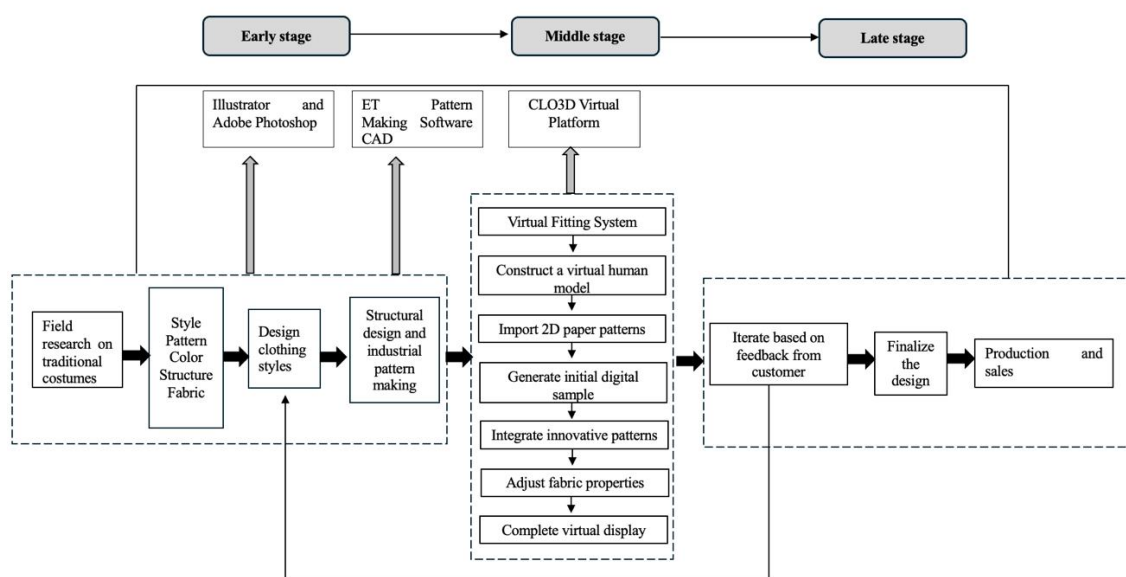 Early stage
Middle stage
Late stage
Illustrator and
Adobe Photoshop
ET Pattern
Making Software
CAD
CLO3D Virtual
Platform
Field
research on
traditional
costumes
Style
Pattern
Color
Structure
Fabric
Design
clothing
styles
Structural
design and
industrial
pattern
making
Virtual Fitting System
Construct a virtual human
model
Import 2D paper patterns
Generate initial digital
sample
Integrate innovative patterns
Adjust fabric properties
Complete virtual display
Iterate based on
feedback from
customer
Finalize
the
design
Production and
sales